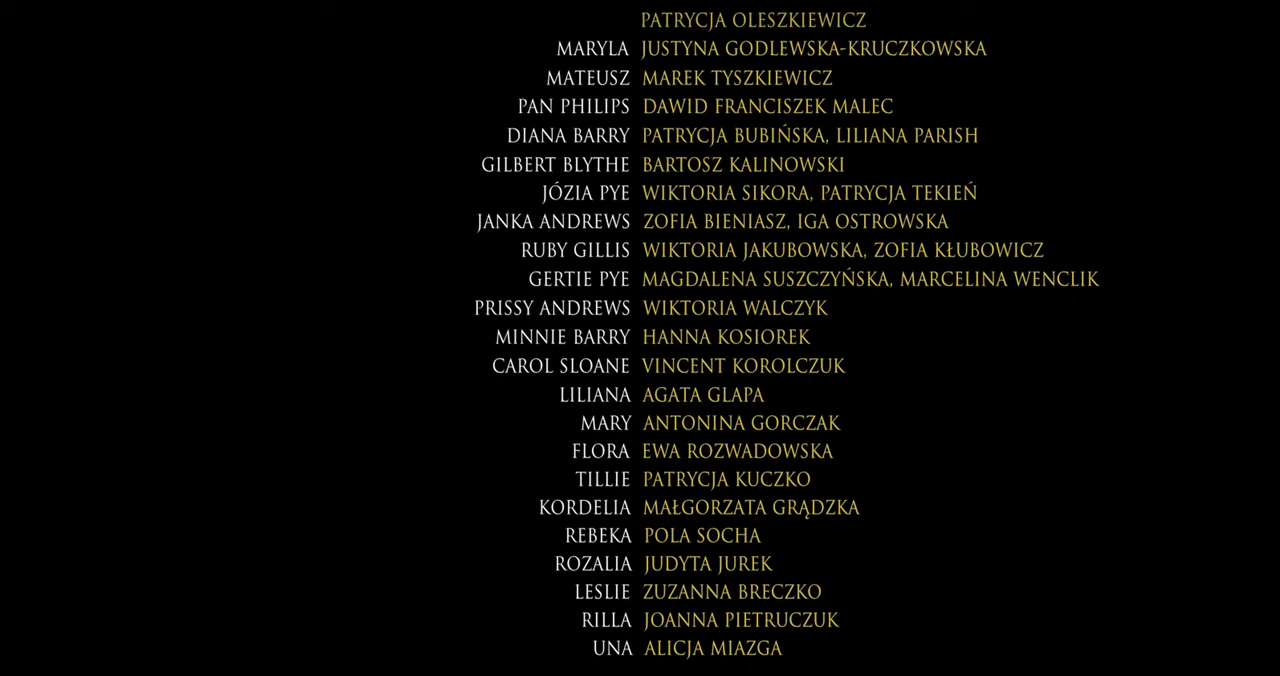 PATRYCJA OLESZKIEWICZ
MARYLA JUSTYNA GODLEWSKA-KRUCZKOWSKA
MATEUSZ MAREK TYSZKIEWICZ
PAN PHILIPS DAWID FRANCISZEK MALEC
DIANA BARRY PATRYCJA BUBIŃSKA, LILIANA PARISH
GILBERT BLYTHE BARTOSZ KALINOWSKI
JÓZIA PYE WIKTORIA SIKORA, PATRYCJA TEKIEŃ
JANKA ANDREWS ZOFIA BIENIASZ, IGA OSTROWSKA
RUBY GILLIS WIKTORIA JAKUBOWSKA, ZOFIA KŁUBOWICZ
GERTIE PYE MAGDALENA SUSZCZYŃSKA, MARCELINA WENCLIK
PRISSY ANDREWS WIKTORIA WALCZYK
MINNIE BARRY HANNA KOSIOREK
CAROL SLOANE VINCENT KOROLCZUK
LILIANA AGATA GLAPA
MARY ANTONINA GORCZAK
FLORA EWA ROZWADOWSKA
TILLIE PATRYCJA KUCZKO
KORDELIA MAŁGORZATA GRĄDZKA
REBEKA POLA SOCHA
ROZALIA JUDYTA JUREK
LESLIE ZUZANNA BRECZKO
RILLA JOANNA PIETRUCZUK
UNA ALICJA MIAZGA